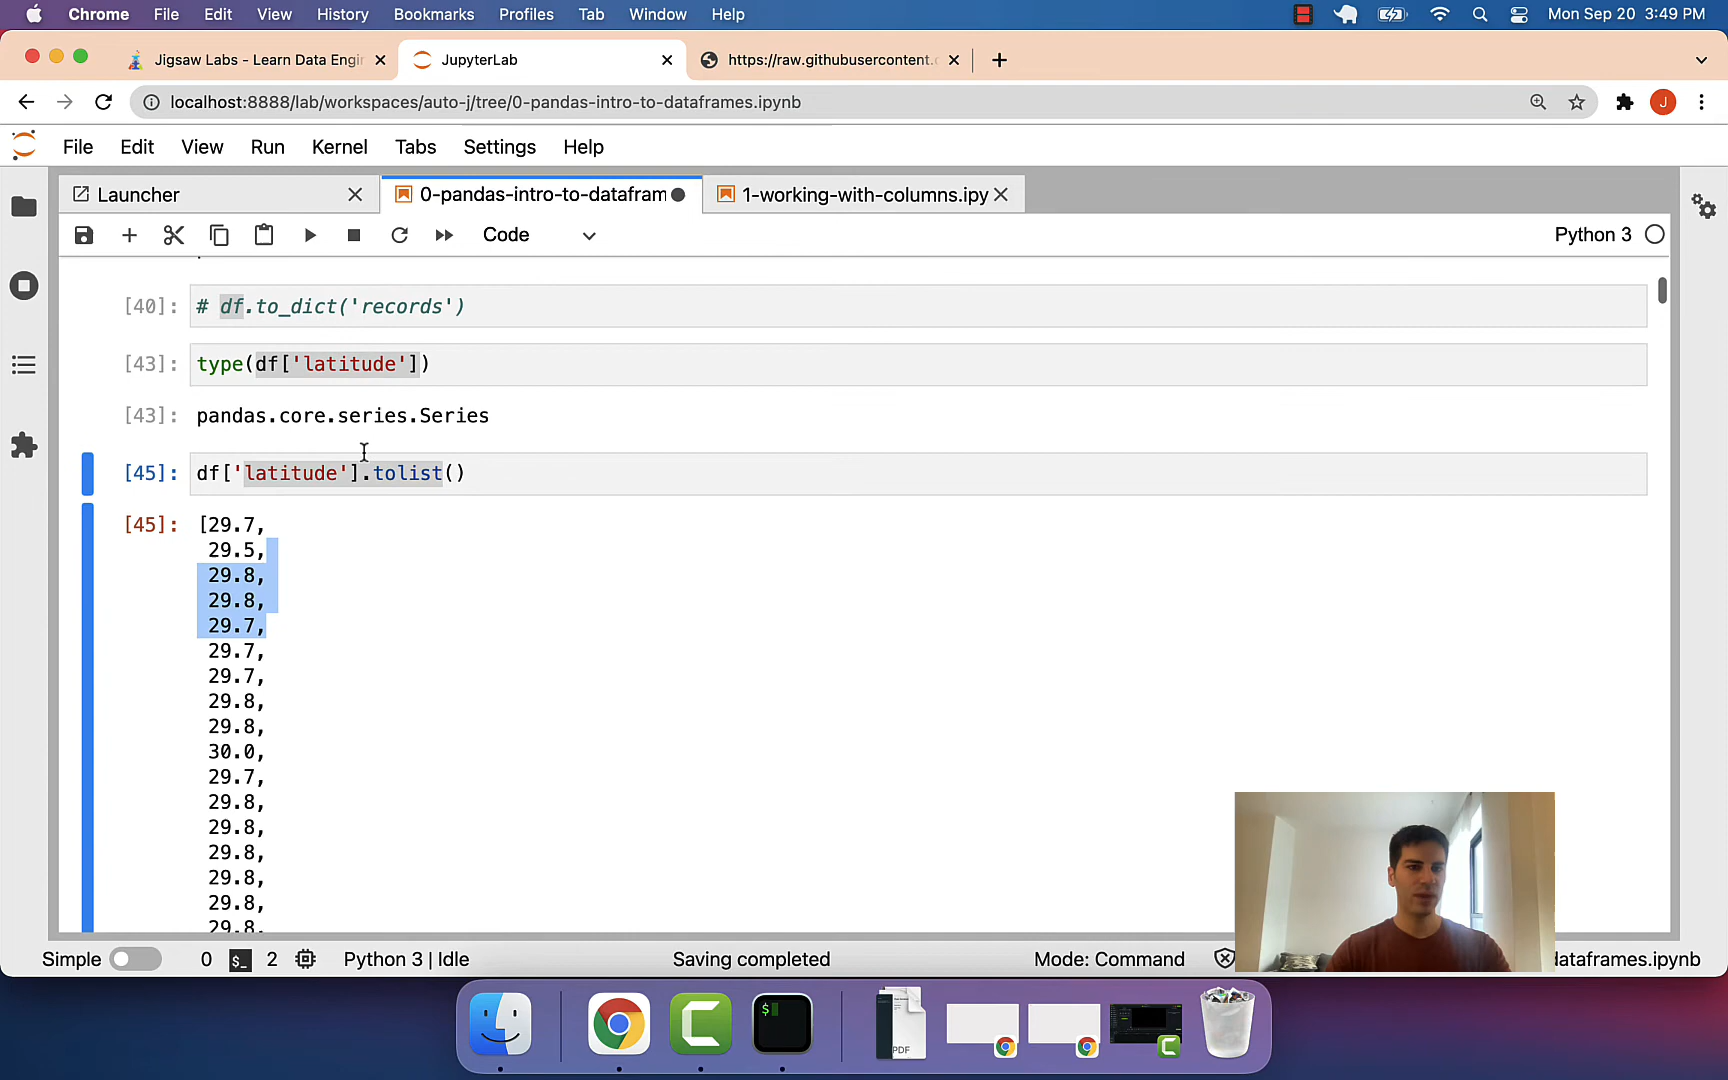 Chrome File Edit View History Bookmarks Profiles Tab Window Help Mon Sep 20 3:49 PM
Jigsaw Labs - Learn Data Engi JupyterLab https://raw.githubusercontent.
localhost:8888/lab/workspaces/auto-j/tree/0-pandas-intro-to-dataframes.ipynb J
File Edit View Run Kernel Tabs Settings Help
Launcher 0-pandas-intro-to-datafram 1-working-with-columns.ipy
Code Python 3
[40]: # df.to_dict('records')
[43]: type(df['latitude'])
[43]: pandas.core.series.Series
[45]: df['latitude'].tolist()
[45]: [29.7,
29.5,
29.8,
29.8,
29.7,
29.7,
29.7,
29.8,
29.8,
30.0,
29.7,
29.8,
29.8,
29.8,
29.8,
29.8,
29.8,
Simple 0 $_ 2 Python 3 | Idle Saving completed Mode: Command ataframes.ipynb
$
PDF